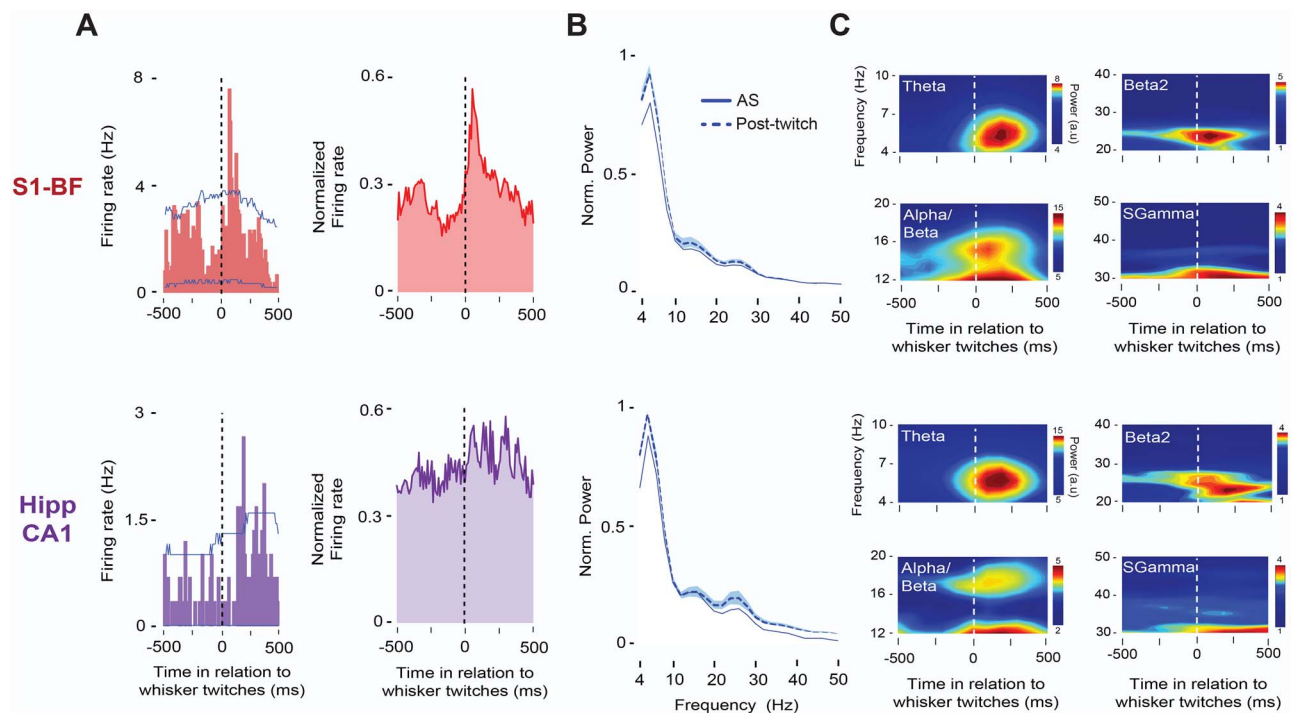 A
B
C
S1-BF
8
4
0
Firing rate (Hz)
-500
0
500
0.6
0.3
0
Normalized
Firing rate
-500
0
500
1
0.5
0
Norm. Power
AS
Post-twitch
4
10
20
30
40
50
Theta
10
7
4
Frequency (Hz)
8
4
Power (a.u)
Beta2
40
30
20
5
1
Alpha/
Beta
20
16
12
15
5
-500
0
500
Time in relation to
whisker twitches (ms)
SGamma
50
40
30
4
1
-500
0
500
Time in relation to
whisker twitches (ms)
Hipp
CA1
3
1.5
0
Firing rate (Hz)
-500
0
500
Time in relation to
whisker twitches (ms)
0.6
0.3
0
Normalized
Firing rate
-500
0
500
Time in relation to
whisker twitches (ms)
1
0.5
0
Norm. Power
4
10
20
30
40
50
Frequency (Hz)
Theta
10
7
4
Frequency (Hz)
15
5
Power (a.u)
Beta2
40
30
20
4
1
Alpha/
Beta
20
16
12
5
2
-500
0
500
Time in relation to
whisker twitches (ms)
SGamma
50
40
30
4
1
-500
0
500
Time in relation to
whisker twitches (ms)